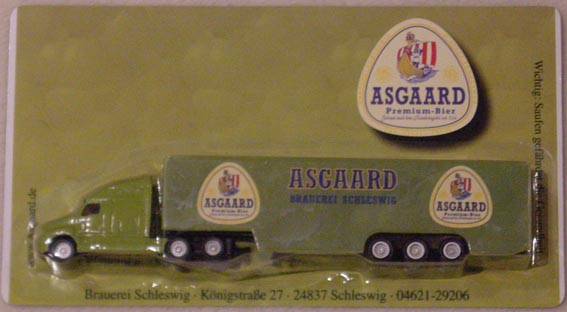 ASGAARD
Premium-Bier
ASGAARD
BRAUEREI SCHLESWIG
ASGAARD
Premium-Bier
ASGAARD
Premium-Bier
Wichtig: Saufen
Brauerei Schleswig · Königstraße 27 · 24837 Schleswig · 04621-29206